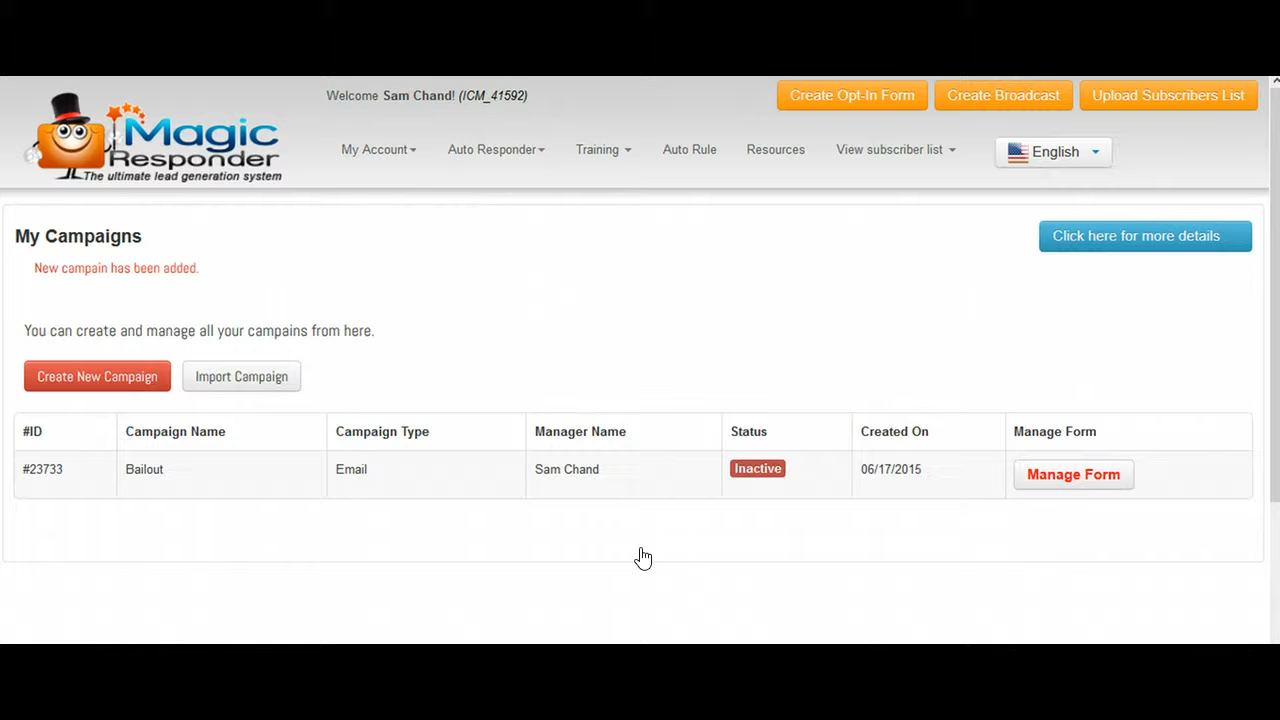 Welcome Sam Chand! (ICM_41592)
Create Opt-In Form
Create Broadcast
Upload Subscribers List
iMagic
Responder
The ultimate lead generation system
My Account
Auto Responder
Training
Auto Rule
Resources
View subscriber list
English
My Campaigns
Click here for more details
New campain has been added.
You can create and manage all your campains from here.
Create New Campaign
Import Campaign
#ID Campaign Name Campaign Type Manager Name Status Created On Manage Form
#23733 Bailout Email Sam Chand Inactive 06/17/2015 Manage Form